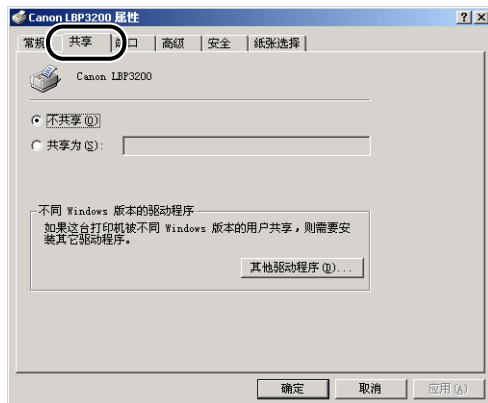 Canon LBP3200 属性
常规 共享 端口 高级 安全 纸张选择
Canon LBP3200
不共享(O)
共享为(S):
不同 Windows 版本的驱动程序
如果这台打印机被不同 Windows 版本的用户共享，则需要安
装其它驱动程序。
其他驱动程序(D)...
确定 取消 应用(A)